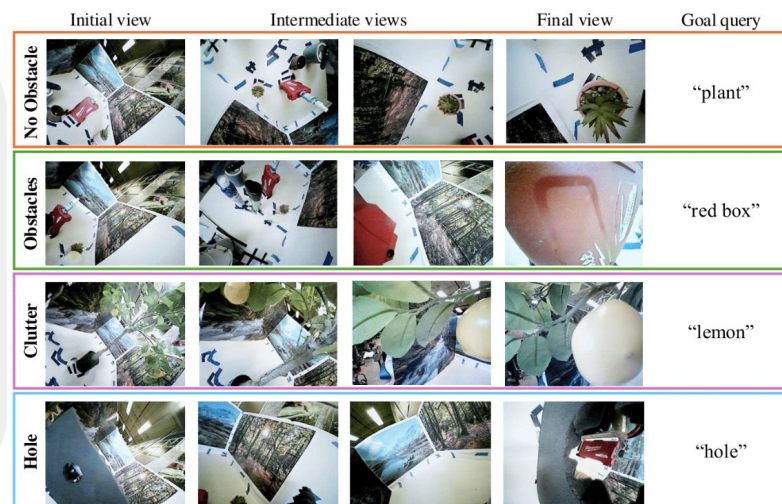 Initial view Intermediate views Final view Goal query
No Obstacle "plant"
Obstacles "red box"
Clutter "lemon"
Hole "hole"